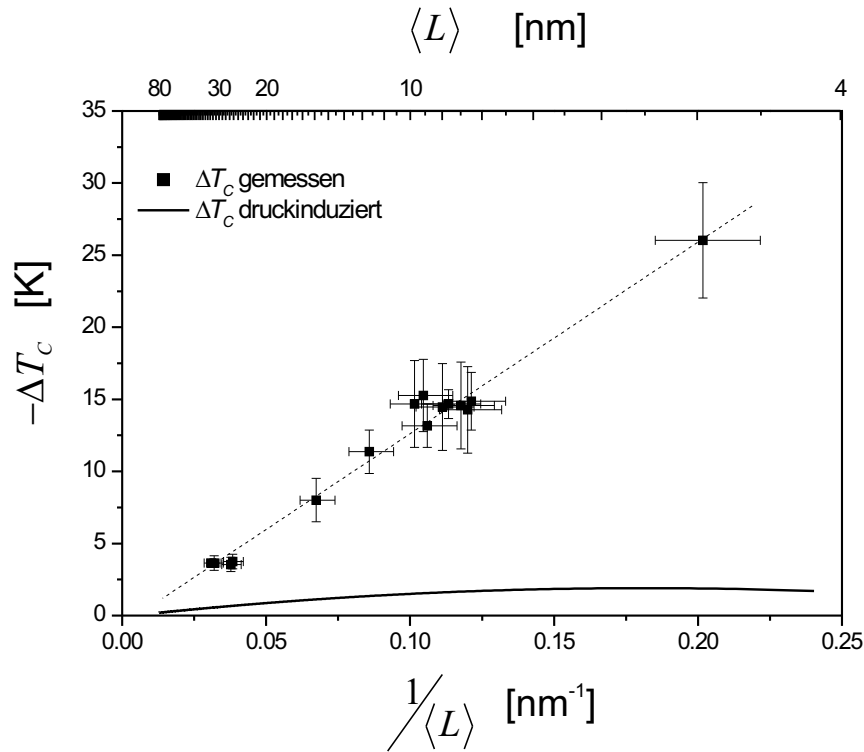 ⟨L⟩ [nm]
80 30 20 10 4
35
30
25
20
15
10
5
0
−ΔT_C [K]
■ ΔT_C gemessen
— ΔT_C druckinduziert
0.00 0.05 0.10 0.15 0.20 0.25
1/⟨L⟩ [nm⁻¹]